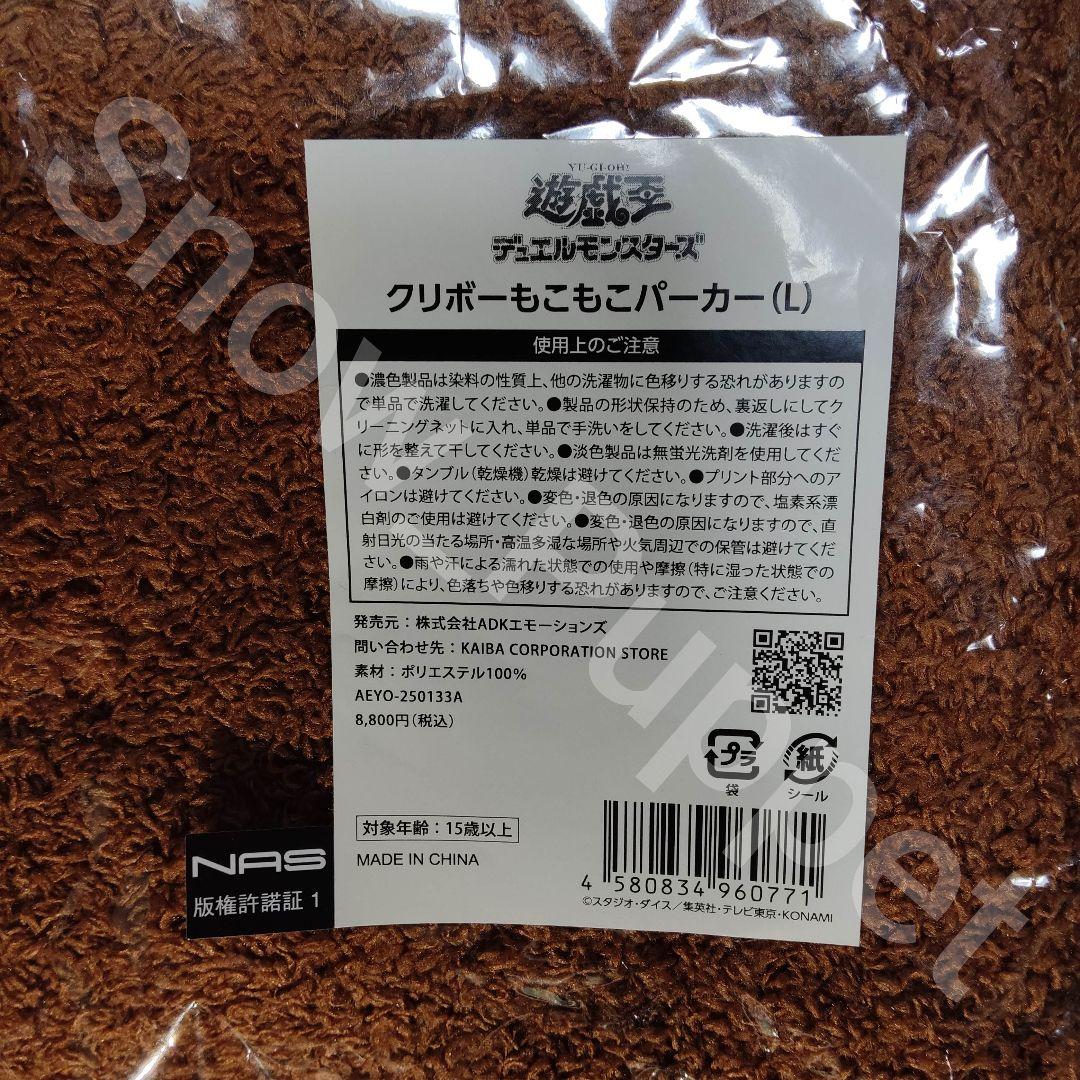 YU-GI-OH!
遊戯王
デュエルモンスターズ
クリボーもこもこパーカー(L)
使用上のご注意
●濃色製品は染料の性質上、他の洗濯物に色移りする恐れがありますの
で単品で洗濯してください。●製品の形状保持のため、裏返しにしてク
リーニングネットに入れ、単品で手洗いをしてください。●洗濯後はすぐ
に形を整えて干してください。●淡色製品は無蛍光洗剤を使用してくだ
さい。●タンブル(乾燥機)乾燥は避けてください。●プリント部分へのア
イロンは避けてください。●変色・退色の原因になりますので、塩素系漂
白剤のご使用は避けてください。●変色・退色の原因になりますので、直
射日光の当たる場所・高温多湿な場所や火気周辺での保管は避けてくだ
さい。●雨や汗による濡れた状態での使用や摩擦(特に湿った状態での
摩擦)により、色落ちや色移りする恐れがありますので、ご注意ください。
発売元：株式会社ADKエモーションズ
問い合わせ先：KAIBA CORPORATION STORE
素材：ポリエステル100%
AEYO-250133A
8,800円(税込)
プラ
袋
紙
シール
対象年齢：15歳以上
MADE IN CHINA
4 580834 960771
©スタジオ・ダイス／集英社・テレビ東京・KONAMI
NAS
版権許諾証 1
Snow Puppet